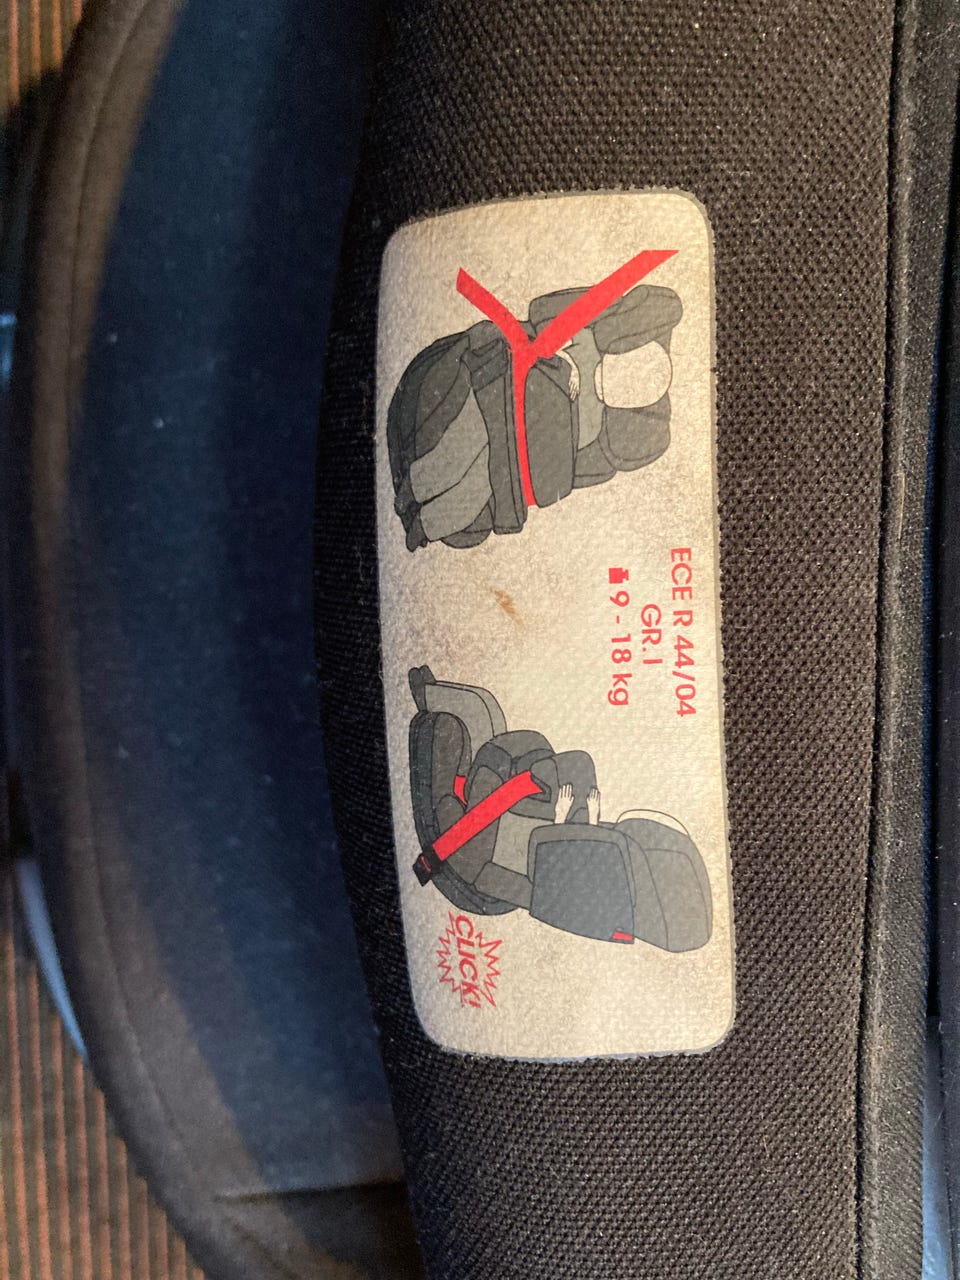 ECE R 44/04
GR. I
9 - 18 kg
CLICK!